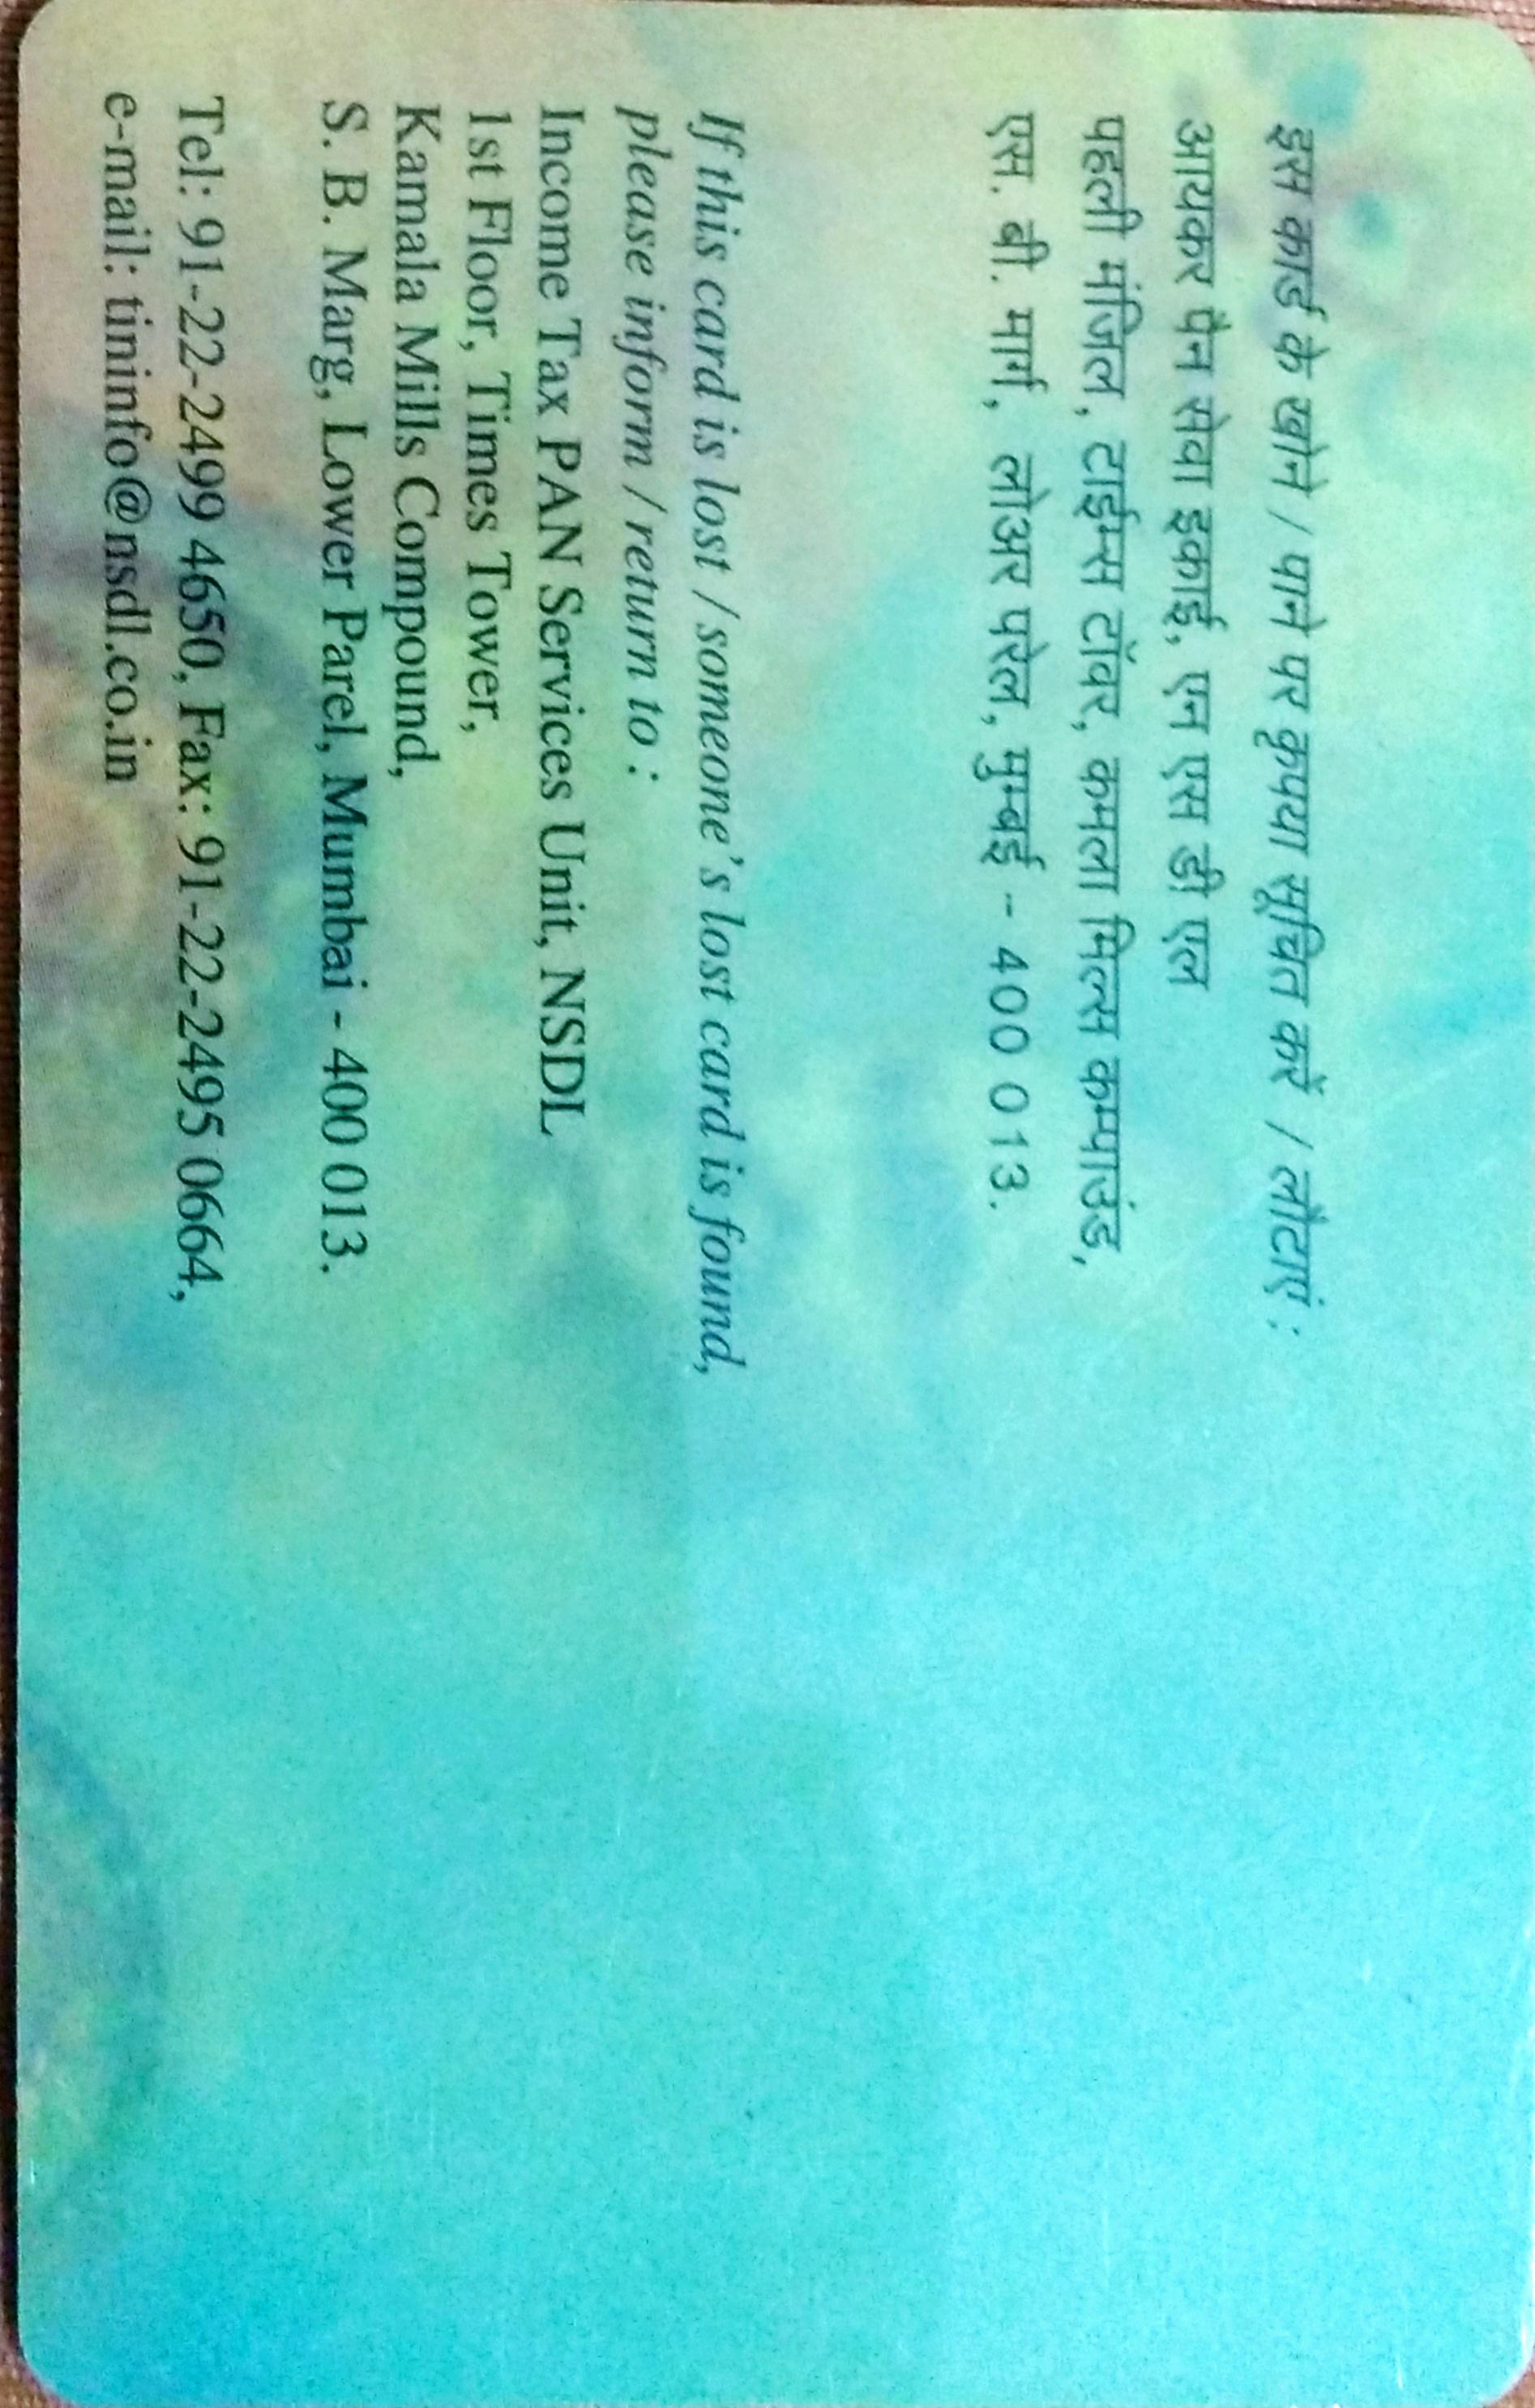 इस कार्ड के खोने / पाने पर कृपया सूचित करें / लौटाएं :
आयकर पैन सेवा इकाई, एन एस डी एल
पहली मंजिल, टाईम्स टॉवर, कमला मिल्स कम्पाउंड,
एस. बी. मार्ग, लोअर परेल, मुम्बई - 400 013.
If this card is lost / someone's lost card is found,
please inform / return to :
Income Tax PAN Services Unit, NSDL
1st Floor, Times Tower,
Kamala Mills Compound,
S. B. Marg, Lower Parel, Mumbai - 400 013.
Tel: 91-22-2499 4650, Fax: 91-22-2495 0664,
e-mail: tininfo@nsdl.co.in